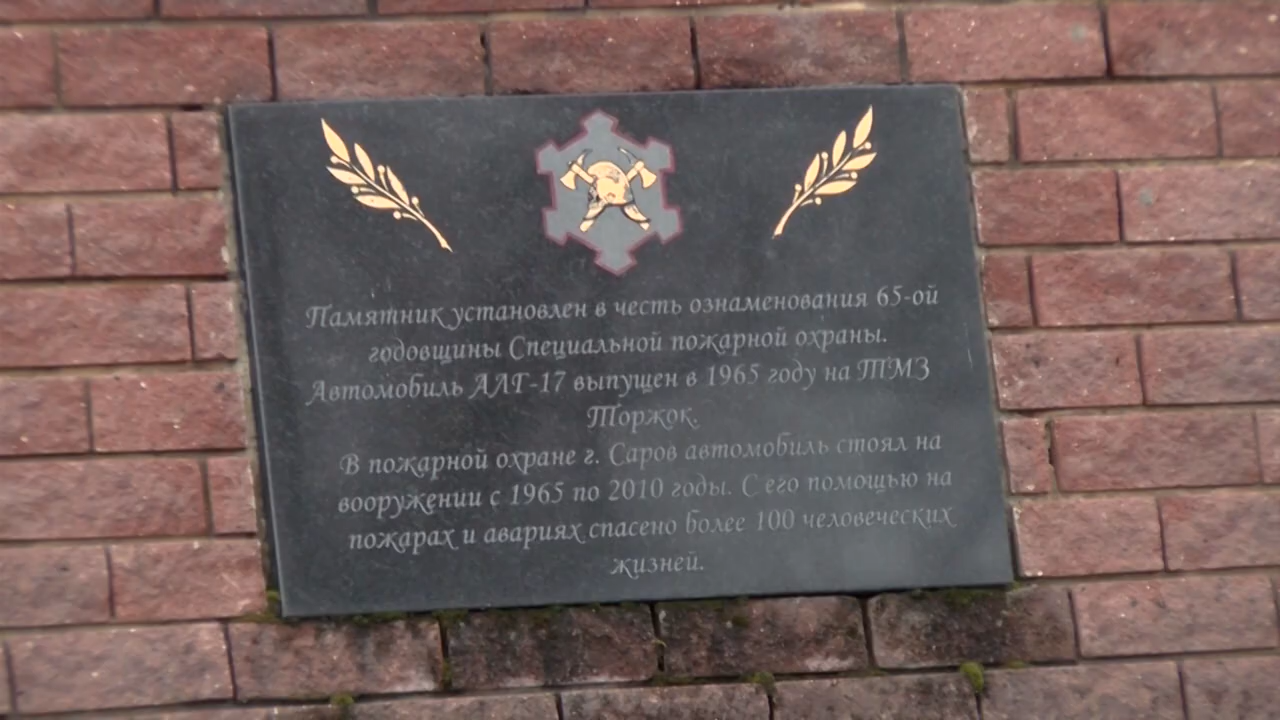 Памятник установлен в честь ознаменования 65-ой
годовщины Специальной пожарной охраны.
Автомобиль АЛГ-17 выпущен в 1965 году на ТМЗ
Торжок.
В пожарной охране г. Саров автомобиль стоял на
вооружении с 1965 по 2010 годы. С его помощью на
пожарах и авариях спасено более 100 человеческих
жизней.